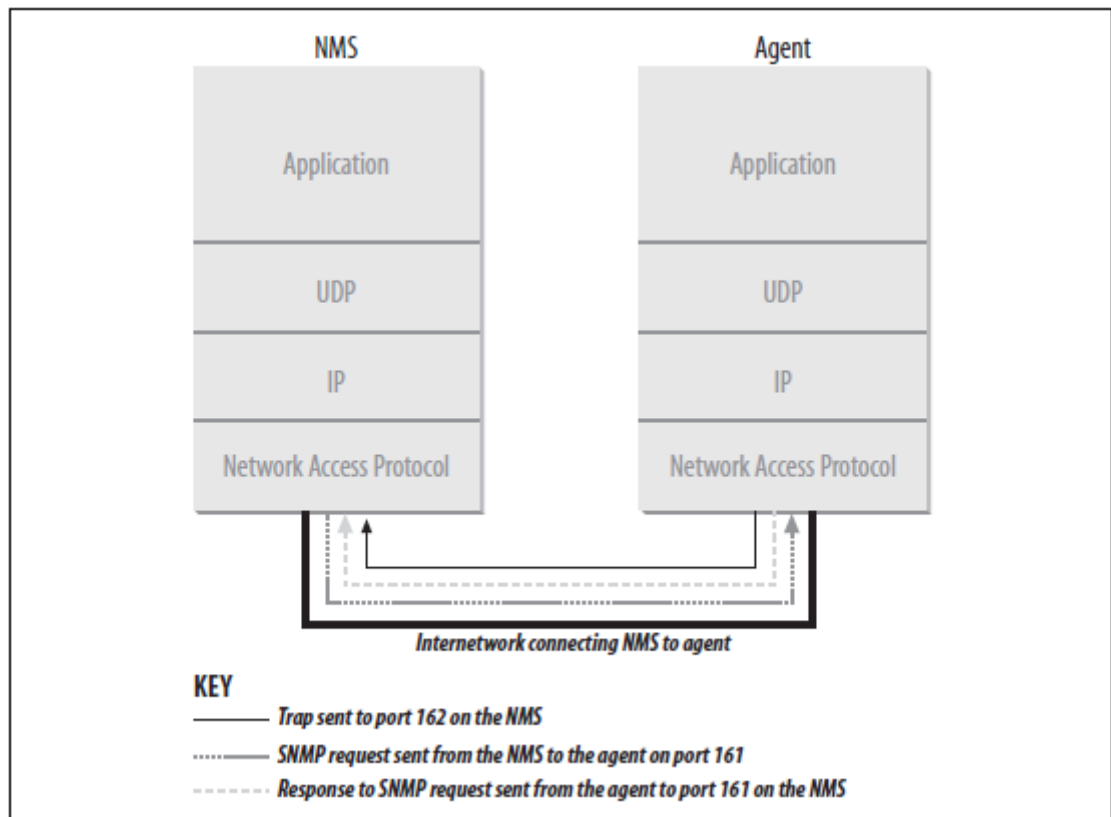 NMS
Agent
Application
Application
UDP
UDP
IP
IP
Network Access Protocol
Network Access Protocol
Internetwork connecting NMS to agent
KEY
Trap sent to port 162 on the NMS
SNMP request sent from the NMS to the agent on port 161
Response to SNMP request sent from the agent to port 161 on the NMS